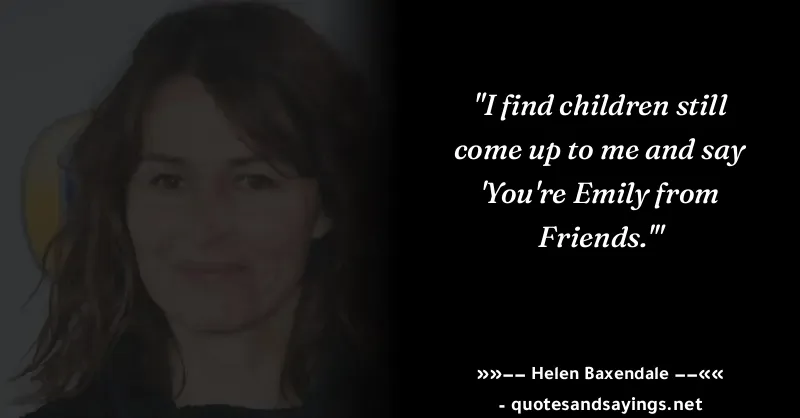 "I find children still
come up to me and say
'You're Emily from
Friends.'"
»»–– Helen Baxendale ––««
- quotesandsayings.net